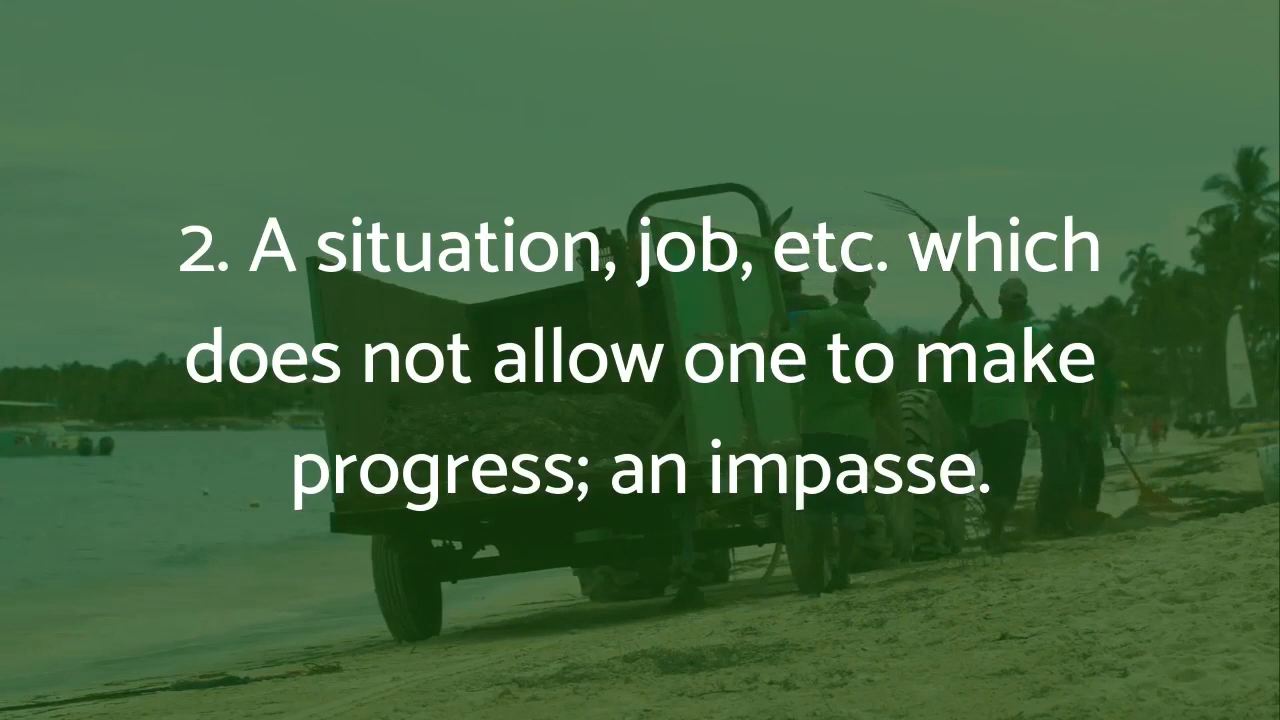 2. A situation, job, etc. which
does not allow one to make
progress; an impasse.